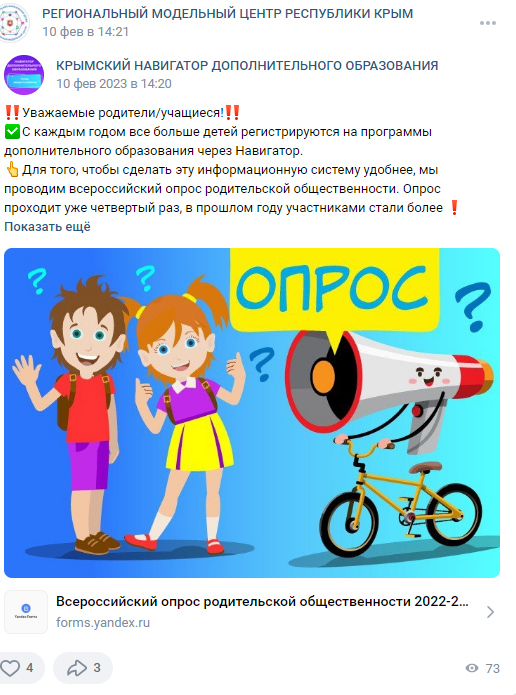 РЕГИОНАЛЬНЫЙ МОДЕЛЬНЫЙ ЦЕНТР РЕСПУБЛИКИ КРЫМ
10 фев в 14:21
КРЫМСКИЙ НАВИГАТОР ДОПОЛНИТЕЛЬНОГО ОБРАЗОВАНИЯ
10 фев 2023 в 14:20
‼️Уважаемые родители/учащиеся!‼️
✅С каждым годом все больше детей регистрируются на программы
дополнительного образования через Навигатор.
👆Для того, чтобы сделать эту информационную систему удобнее, мы
проводим всероссийский опрос родительской общественности. Опрос
проходит уже четвертый раз, в прошлом году участниками стали более ❗
Показать ещё
? ? ОПРОС ?
?
Всероссийский опрос родительской общественности 2022-2...
forms.yandex.ru
4 3 73